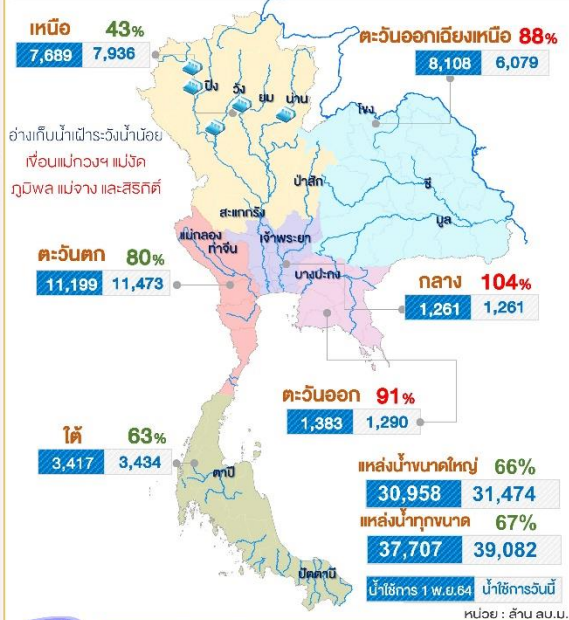 เหนือ 43%
7,689 7,936
ตะวันออกเฉียงเหนือ 88%
8,108 6,079
ปิง วัง ยม น่าน
โขง
อ่างเก็บน้ำเฝ้าระวังน้ำน้อย
เขื่อนแม่กวงฯ แม่งัด
ภูมิพล แม่จาง และสิริกิติ์
ป่าสัก
ชี
มูล
สะแกกรัง
แม่กลอง
ท่าจีน
เจ้าพระยา
บางปะกง
ตะวันตก 80%
11,199 11,473
กลาง 104%
1,261 1,261
ตะวันออก 91%
1,383 1,290
ใต้ 63%
3,417 3,434
ตาปี
แหล่งน้ำขนาดใหญ่ 66%
30,958 31,474
แหล่งน้ำทุกขนาด 67%
37,707 39,082
ปัตตานี
น้ำใช้การ 1 พ.ย.64 น้ำใช้การวันนี้
หน่วย : ล้าน ลบ.ม.